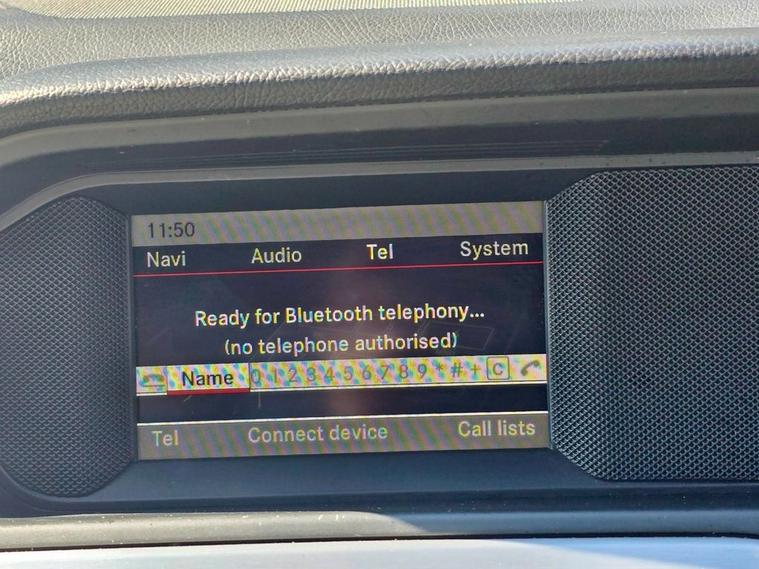 11:50
Navi Audio Tel System
Ready for Bluetooth telephony...
(no telephone authorised)
Name 0 1 2 3 4 5 6 7 8 9 * # + C
Tel Connect device Call lists